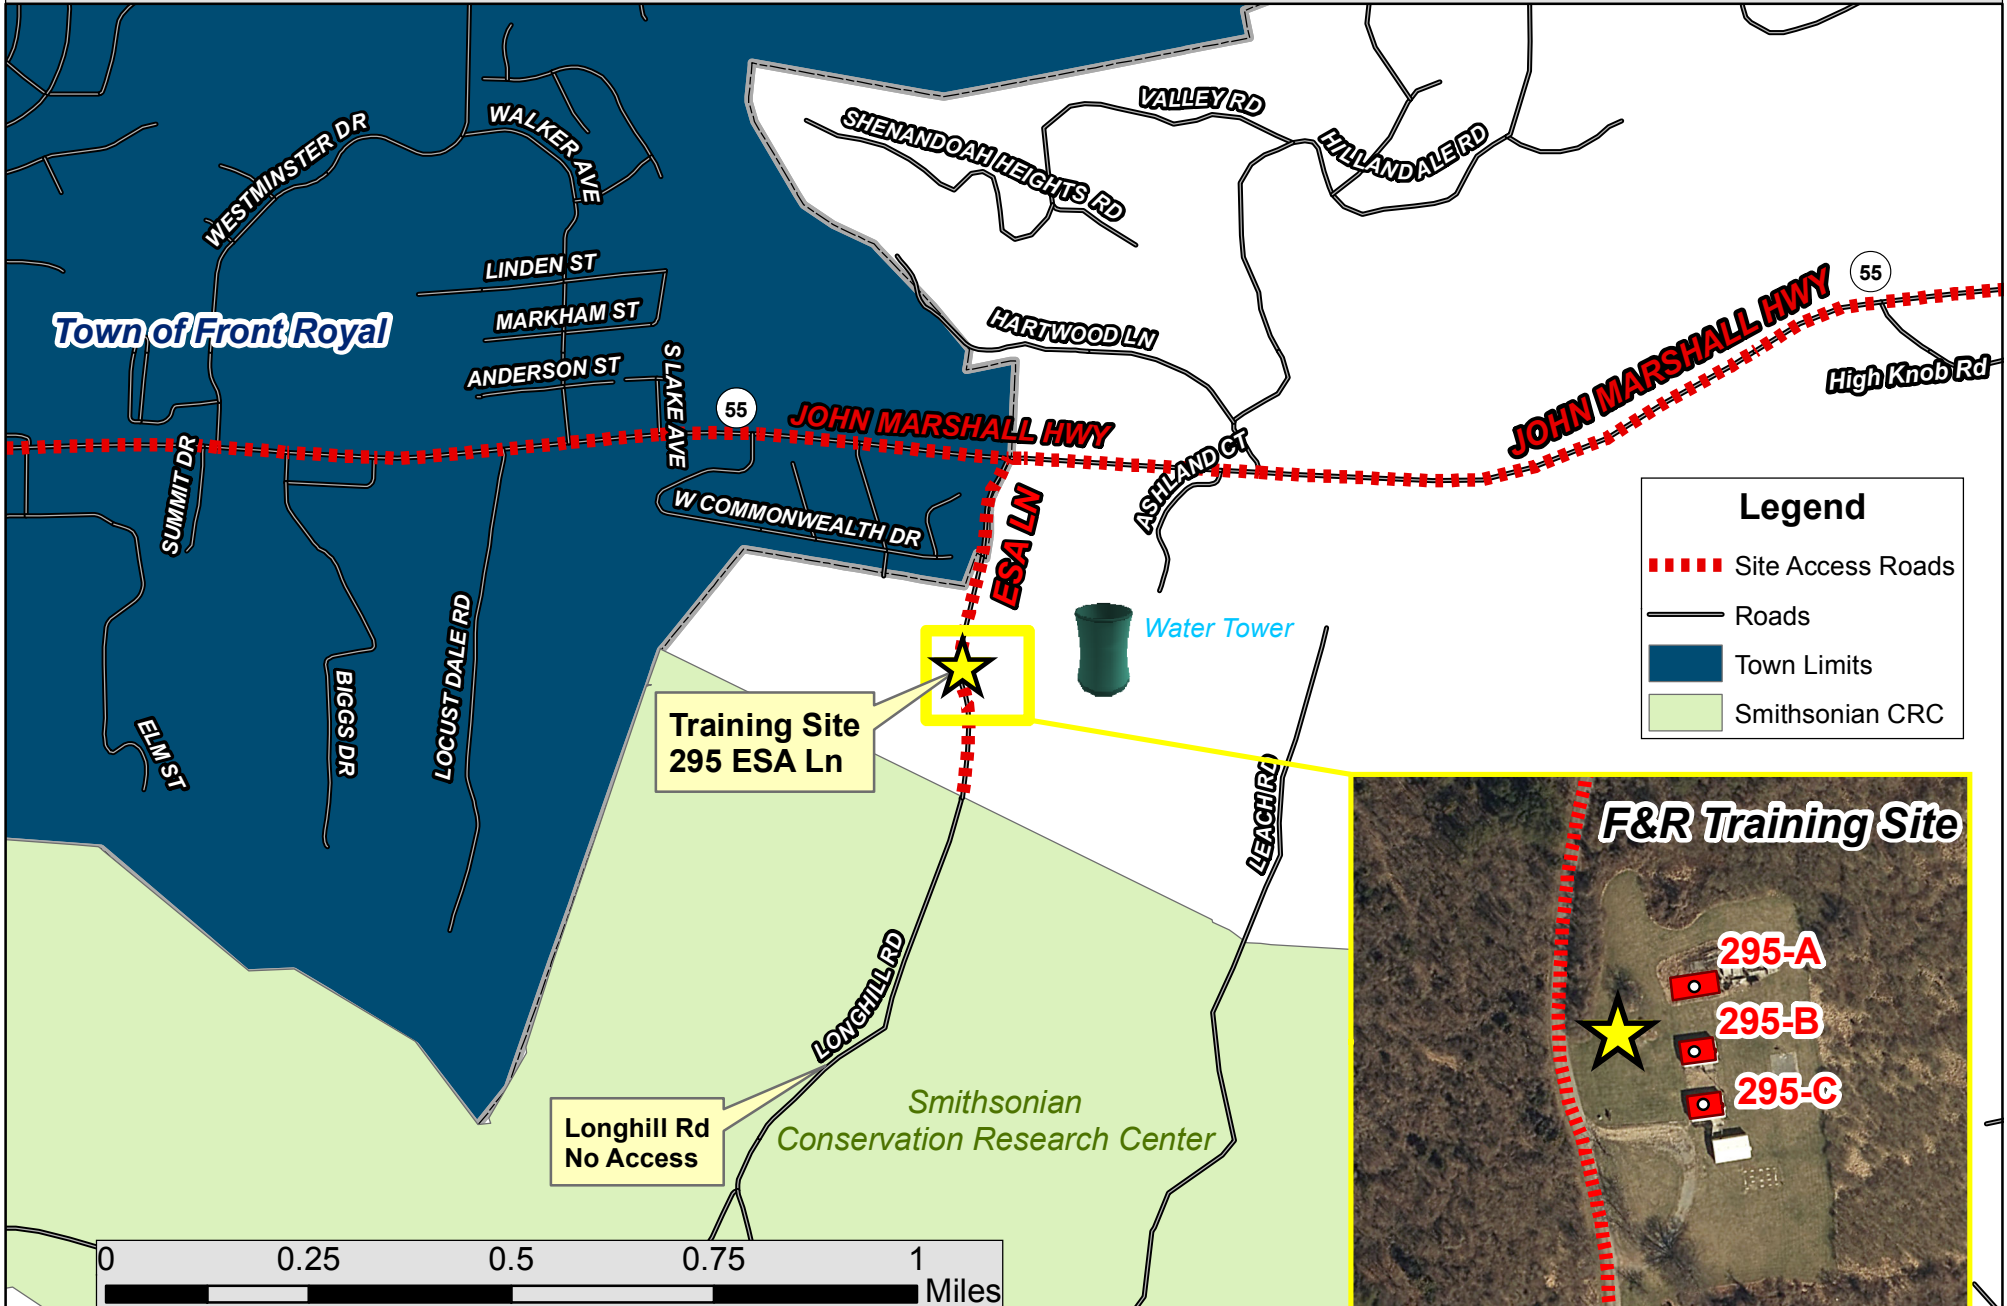 VALLEY RD
SHENANDOAH HEIGHTS RD
HILLANDALE RD
WALKER AVE
WESTMINSTER DR
LINDEN ST
MARKHAM ST
ANDERSON ST
S LAKE AVE
Town of Front Royal
HARTWOOD LN
55
JOHN MARSHALL HWY
55
JOHN MARSHALL HWY
High Knob Rd
SUMMIT DR
W COMMONWEALTH DR
ASHLAND CT
ESA LN
Legend
Site Access Roads
Roads
Town Limits
Smithsonian CRC
Water Tower
BIGGS DR
LOCUST DALE RD
ELM ST
Training Site
295 ESA Ln
LEACH RD
F&R Training Site
295-A
295-B
295-C
LONGHILL RD
Longhill Rd
No Access
Smithsonian
Conservation Research Center
0 0.25 0.5 0.75 1
Miles